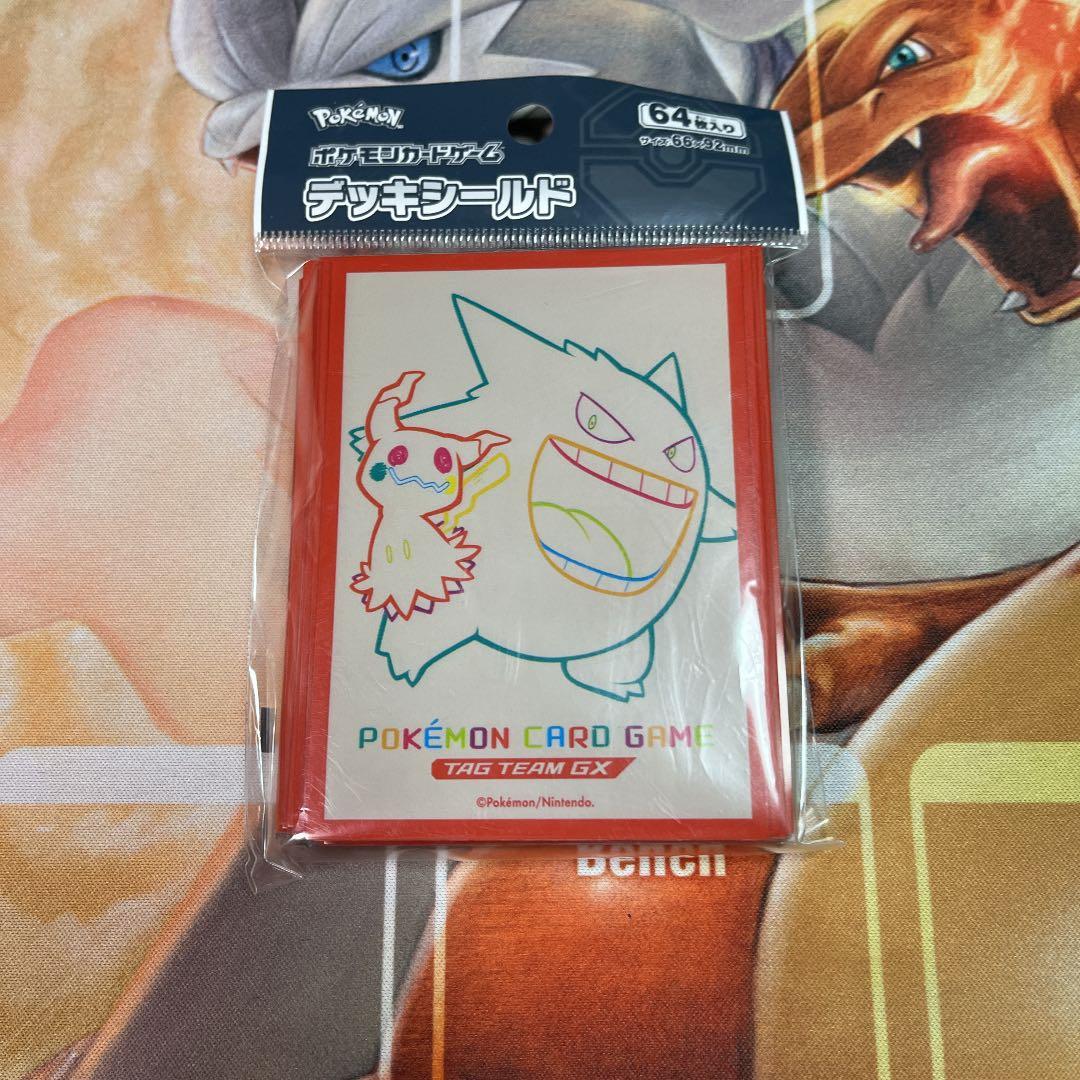 POKéMON™
64枚入り
サイズ:66×92mm
ポケモンカードゲーム
デッキシールド
POKÉMON CARD GAME
TAG TEAM GX
©Pokémon/Nintendo.
Bench